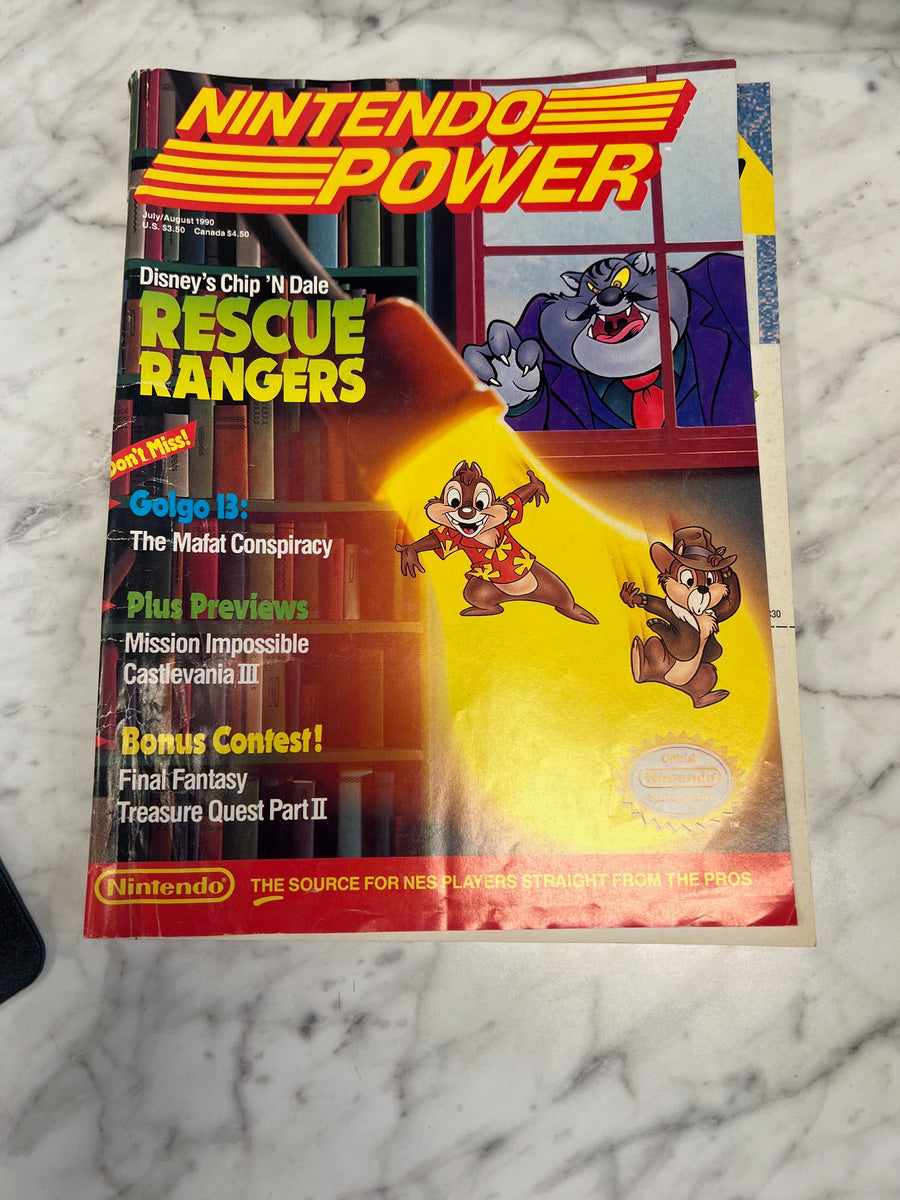 NINTENDO
POWER
TM
July/August 1990
U.S. $3.50 Canada $4.50
Disney's Chip 'N Dale
RESCUE
RANGERS
Don't Miss!
Golgo 13:
The Mafat Conspiracy
Plus Previews
Mission Impossible
Castlevania III
Bonus Contest!
Final Fantasy
Treasure Quest Part II
Official
Nintendo
TM
Nintendo
THE SOURCE FOR NES PLAYERS STRAIGHT FROM THE PROS